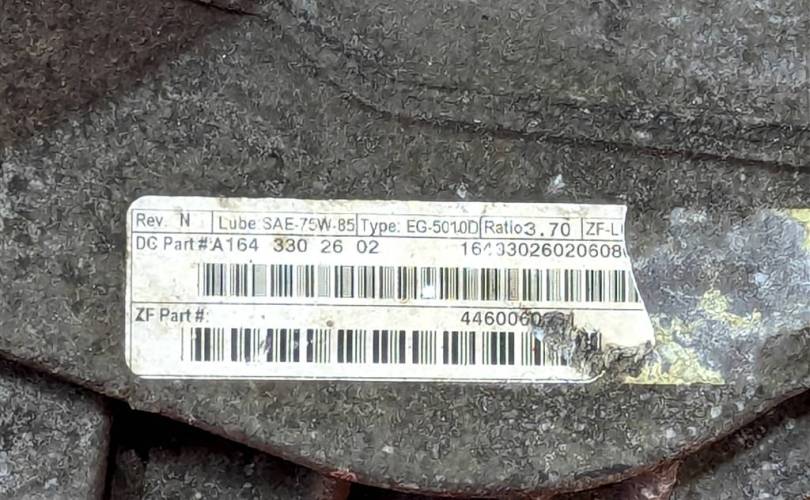 Rev. N Lube: SAE-75W-85 Type: EG-5010D Ratio: 3.70
DC Part #: A164 330 26 02
ZF Part #: